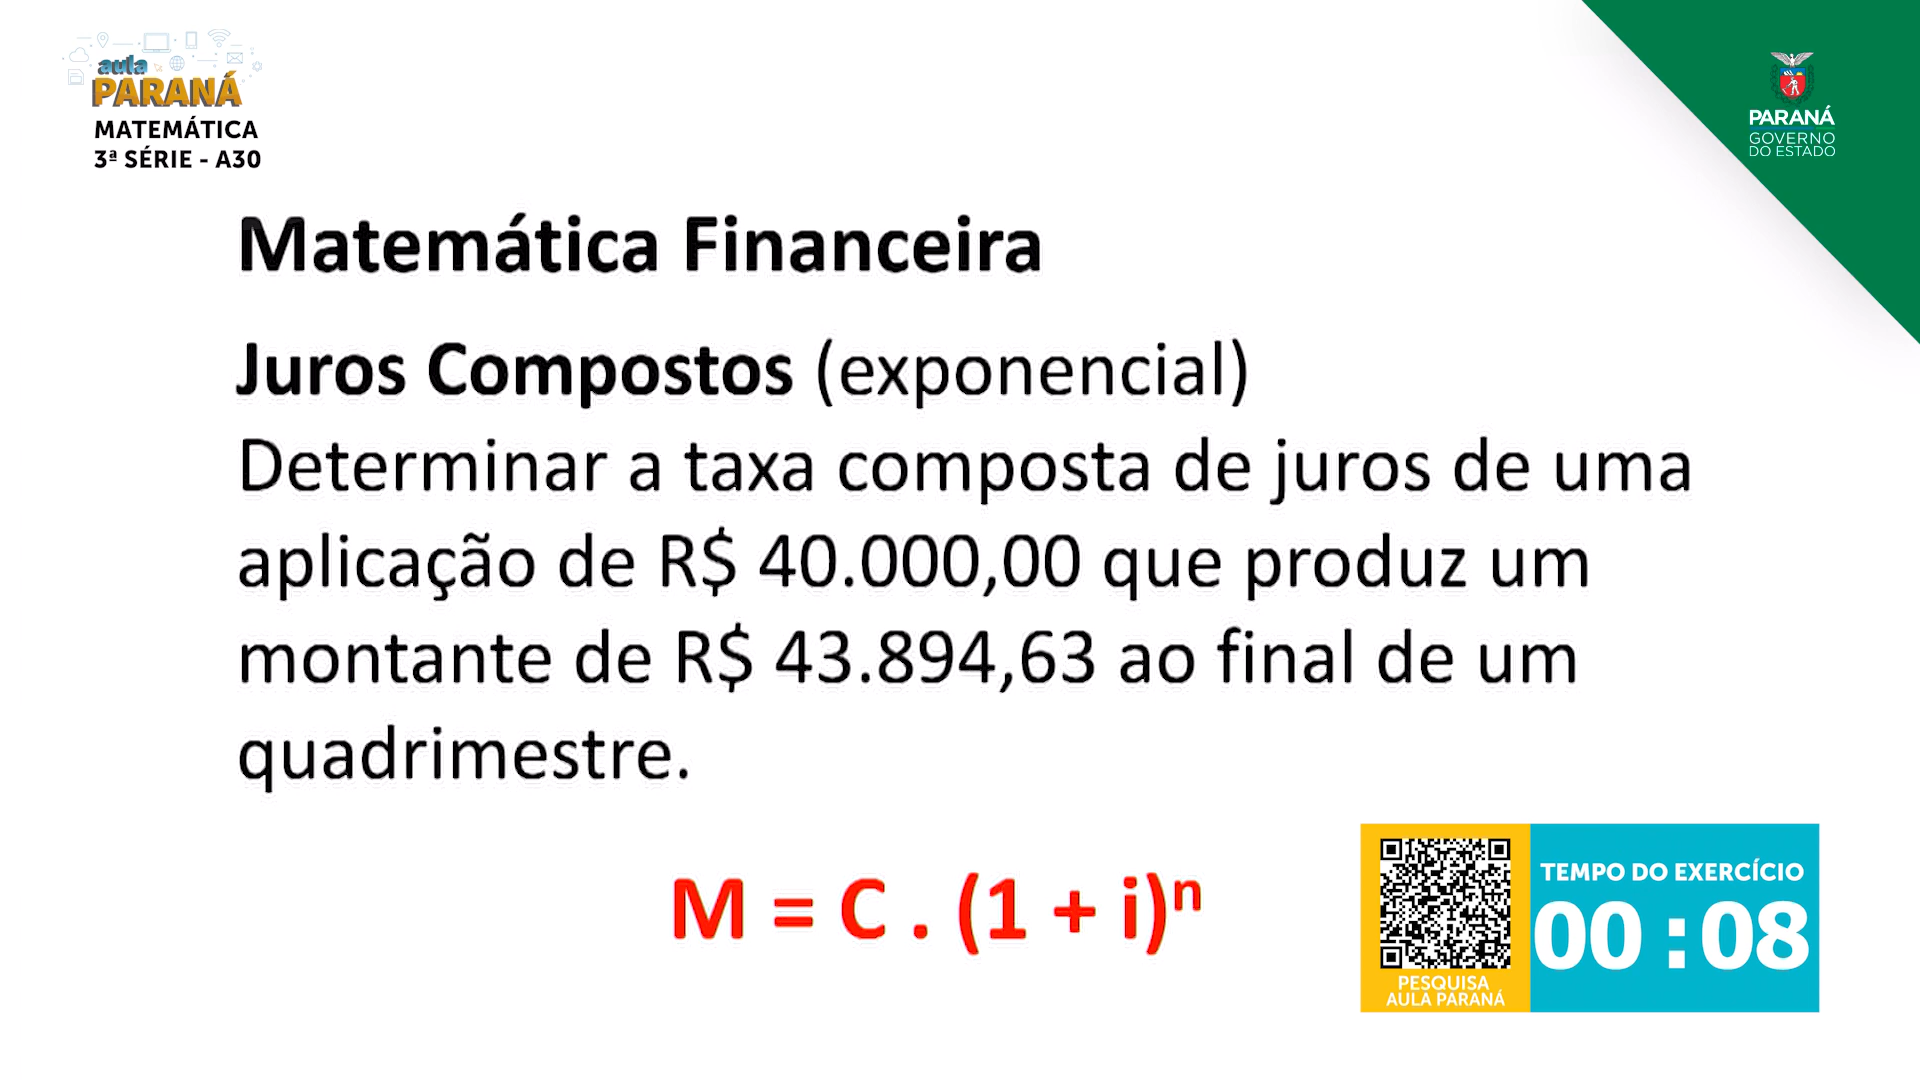 aula
PARANÁ
MATEMÁTICA
3ª SÉRIE - A30
PARANÁ
GOVERNO
DO ESTADO
Matemática Financeira
Juros Compostos (exponencial)
Determinar a taxa composta de juros de uma
aplicação de R$ 40.000,00 que produz um
montante de R$ 43.894,63 ao final de um
quadrimestre.
M = C . (1 + i)ⁿ
TEMPO DO EXERCÍCIO
00 : 08
PESQUISA
AULA PARANÁ